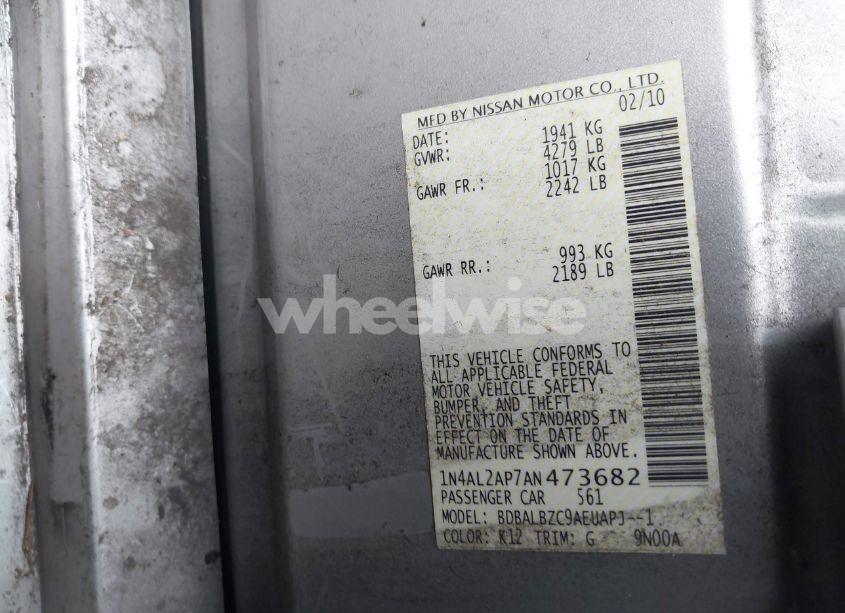 MFD BY NISSAN MOTOR CO., LTD.
DATE: 02/10
GVWR: 1941 KG
4279 LB
GAWR FR.: 1017 KG
2242 LB
GAWR RR.: 993 KG
2189 LB
wheelwise
THIS VEHICLE CONFORMS TO
ALL APPLICABLE FEDERAL
MOTOR VEHICLE SAFETY,
BUMPER, AND THEFT
PREVENTION STANDARDS IN
EFFECT ON THE DATE OF
MANUFACTURE SHOWN ABOVE.
1N4AL2AP7AN473682
PASSENGER CAR 561
MODEL: BDBALBZC9AEUAPJ--1
COLOR: K12 TRIM: G 9N00A